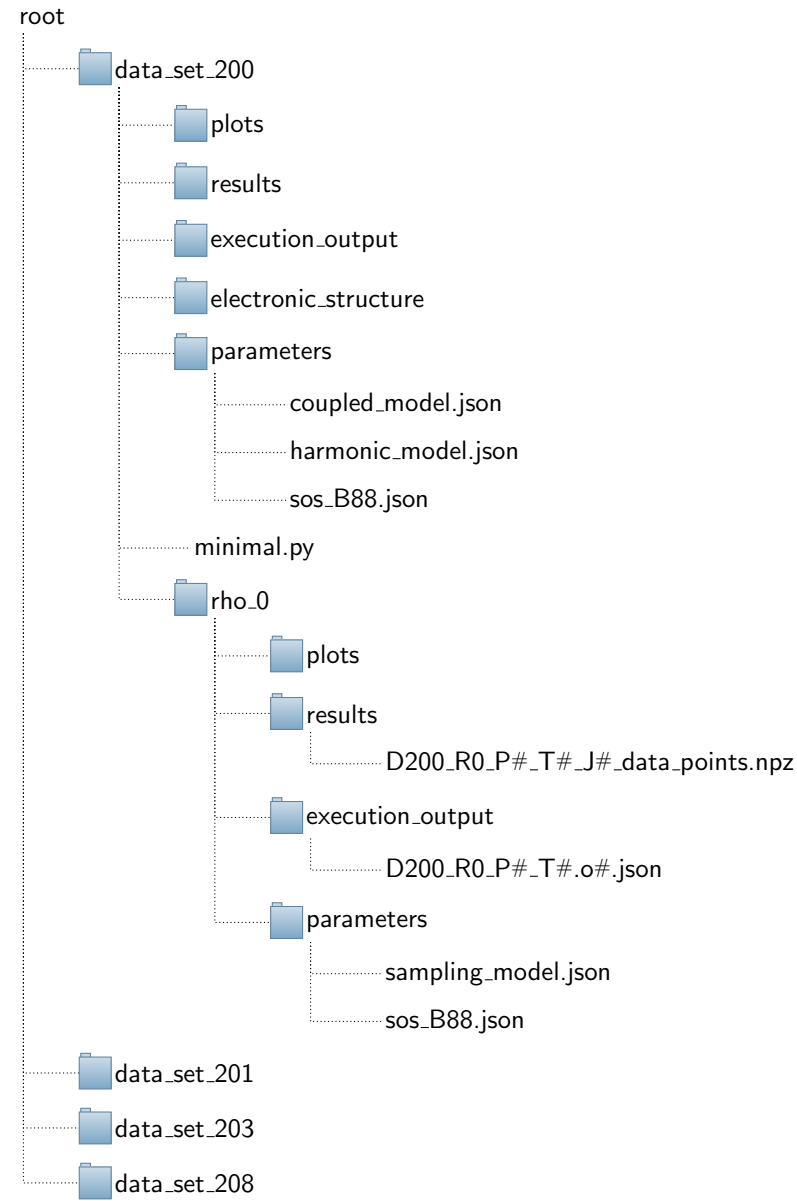 root
data_set_200
plots
results
execution_output
electronic_structure
parameters
coupled_model.json
harmonic_model.json
sos_B88.json
minimal.py
rho_0
plots
results
D200_R0_P#_T#_J#_data_points.npz
execution_output
D200_R0_P#_T#.o#.json
parameters
sampling_model.json
sos_B88.json
data_set_201
data_set_203
data_set_208